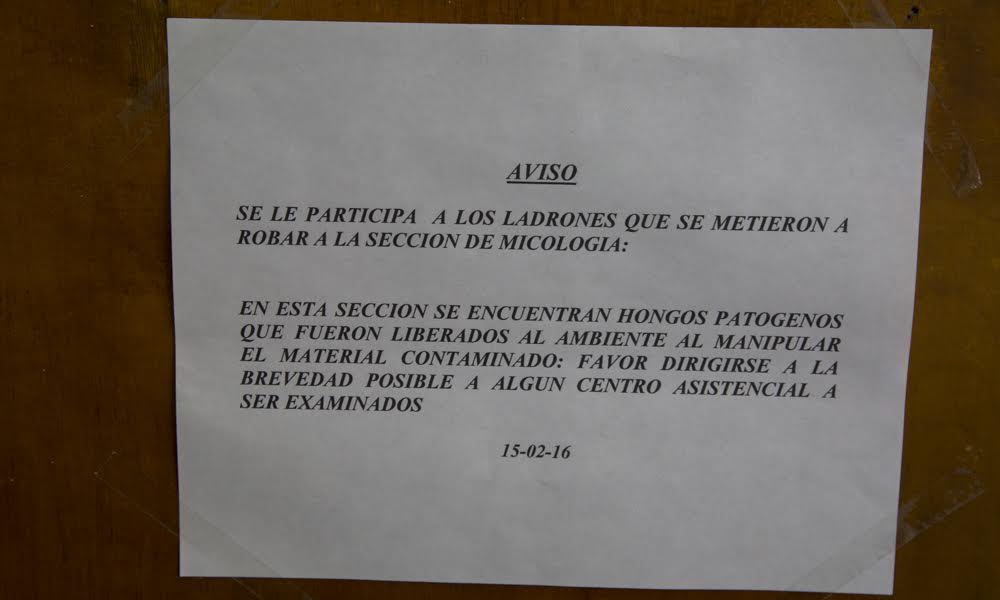 AVISO
SE LE PARTICIPA A LOS LADRONES QUE SE METIERON A
ROBAR A LA SECCION DE MICOLOGIA:
EN ESTA SECCION SE ENCUENTRAN HONGOS PATOGENOS
QUE FUERON LIBERADOS AL AMBIENTE AL MANIPULAR
EL MATERIAL CONTAMINADO: FAVOR DIRIGIRSE A LA
BREVEDAD POSIBLE A ALGUN CENTRO ASISTENCIAL A
SER EXAMINADOS
15-02-16